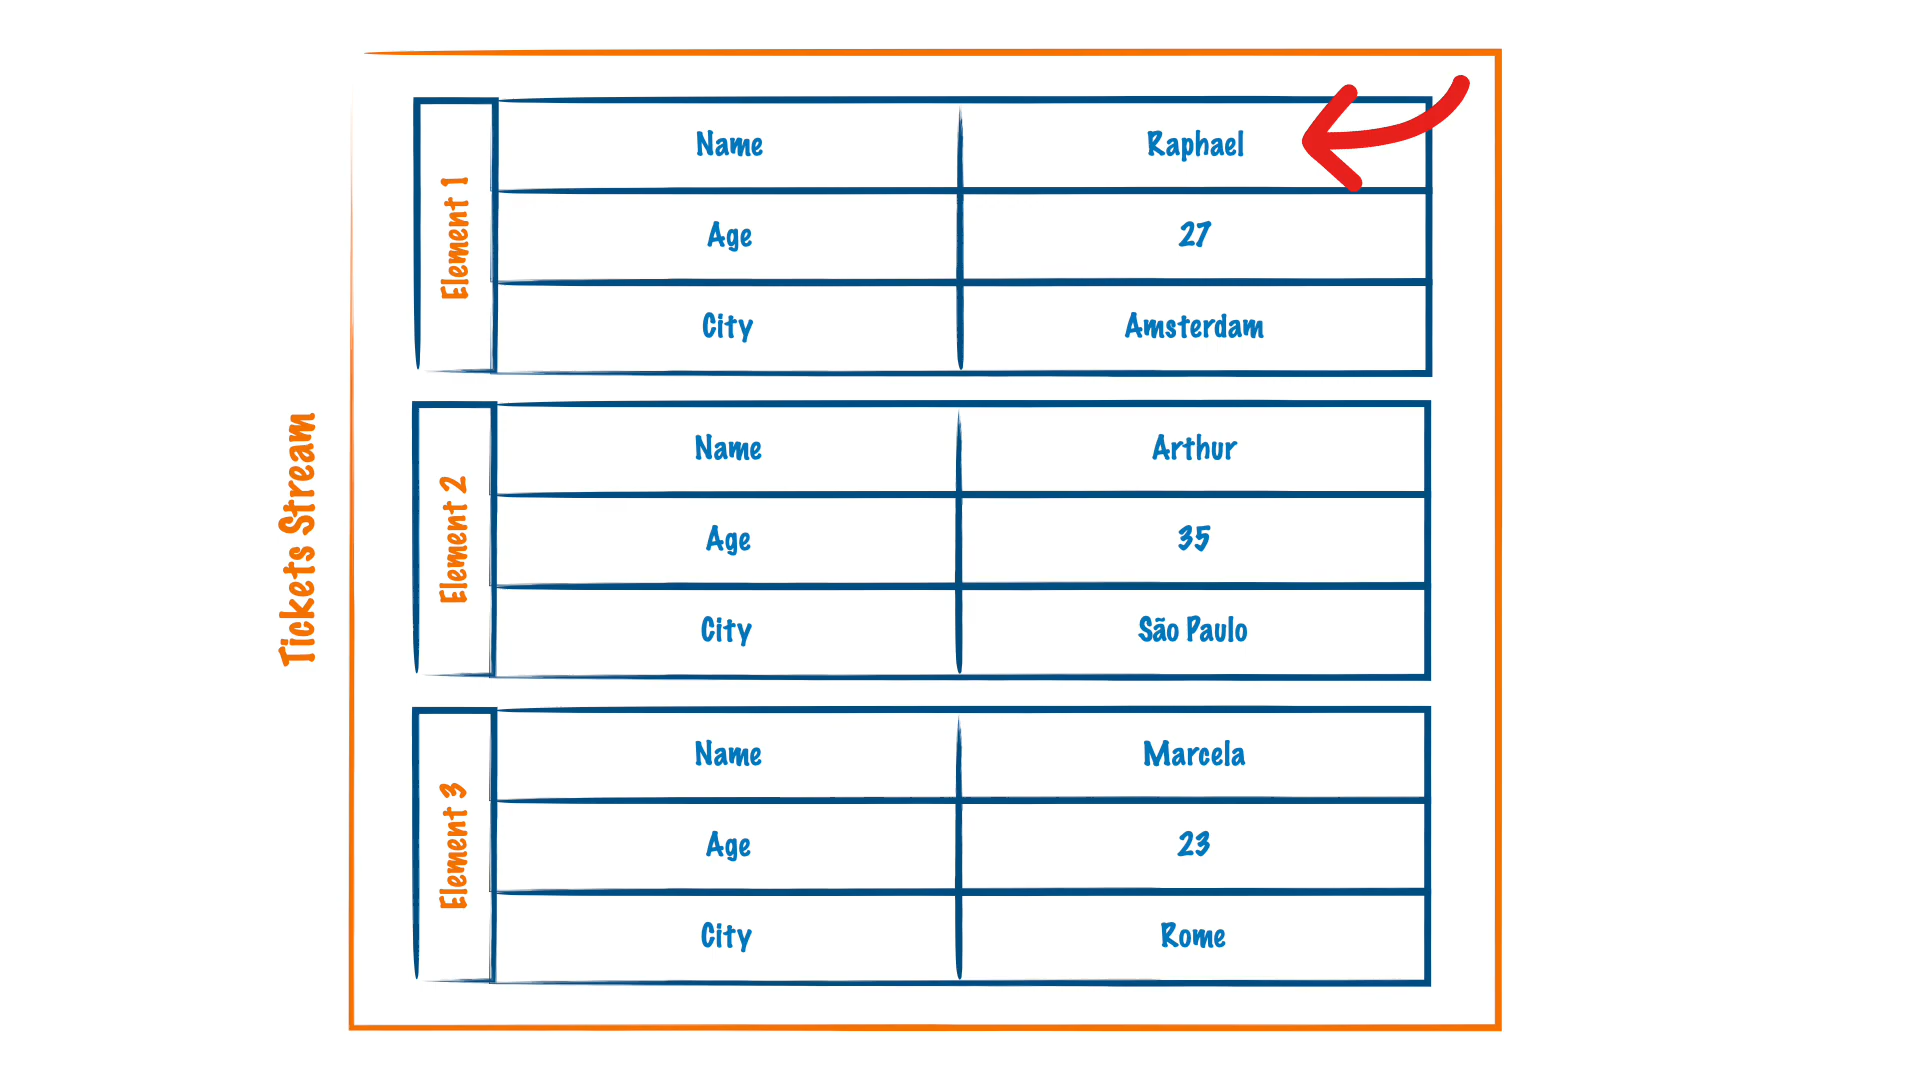 Tickets Stream
Element 1
Name Raphael
Age 27
City Amsterdam
Element 2
Name Arthur
Age 35
City São Paulo
Element 3
Name Marcela
Age 23
City Rome